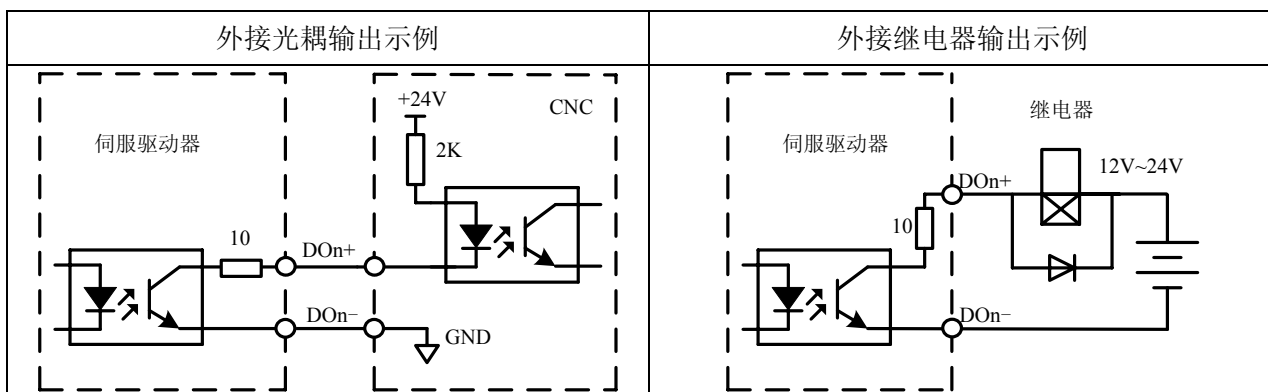 外接光耦输出示例
外接继电器输出示例
+24V
CNC
伺服驱动器
2K
10
DOn+
DOn−
GND
继电器
伺服驱动器
12V~24V
DOn+
10
DOn−